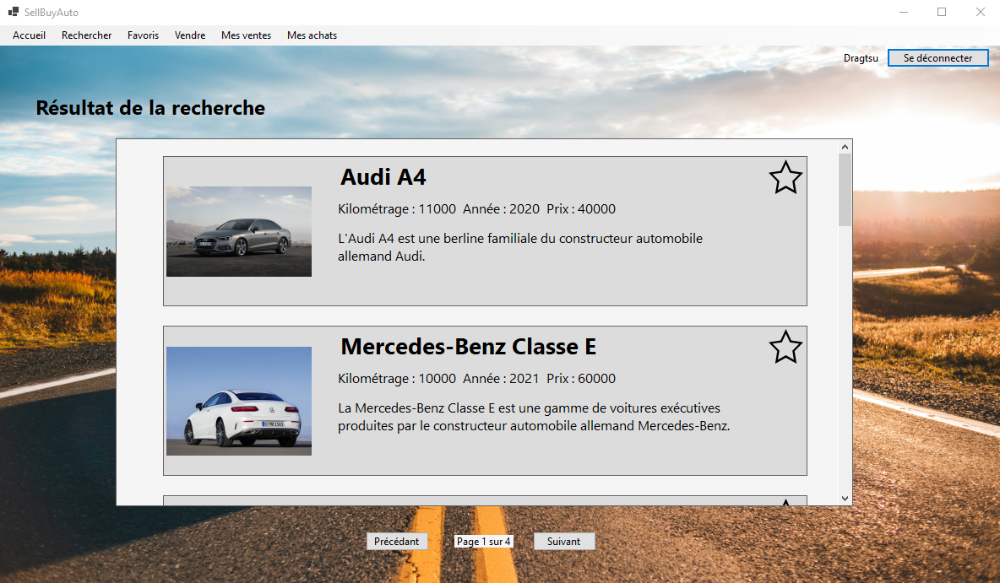 SellBuyAuto
Accueil Rechercher Favoris Vendre Mes ventes Mes achats
Dragtsu Se déconnecter
Résultat de la recherche
Audi A4
Kilométrage : 11000 Année : 2020 Prix : 40000
L'Audi A4 est une berline familiale du constructeur automobile
allemand Audi.
Mercedes-Benz Classe E
Kilométrage : 10000 Année : 2021 Prix : 60000
La Mercedes-Benz Classe E est une gamme de voitures exécutives
produites par le constructeur automobile allemand Mercedes-Benz.
Précédant Page 1 sur 4 Suivant